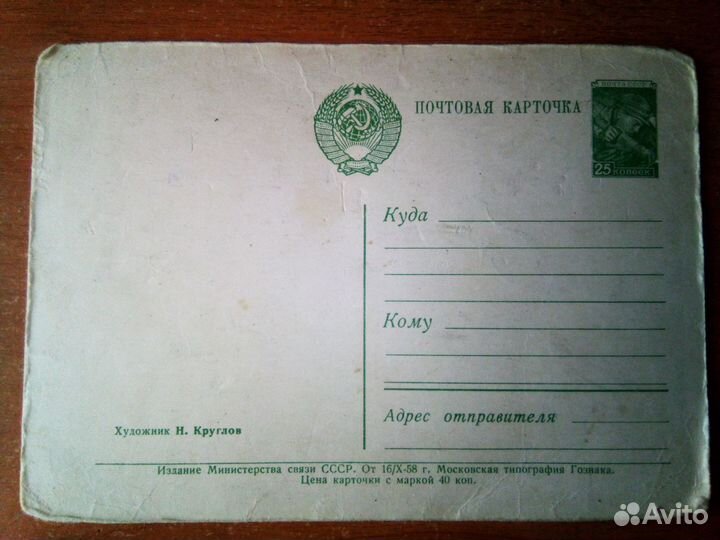 ПОЧТОВАЯ КАРТОЧКА
ПОЧТА СССР
25 КОПЕЕК
Куда
Кому
Адрес отправителя
Художник Н. Круглов
Издание Министерства связи СССР. От 16/X-58 г. Московская типография Гознака.
Цена карточки с маркой 40 коп.
Avito